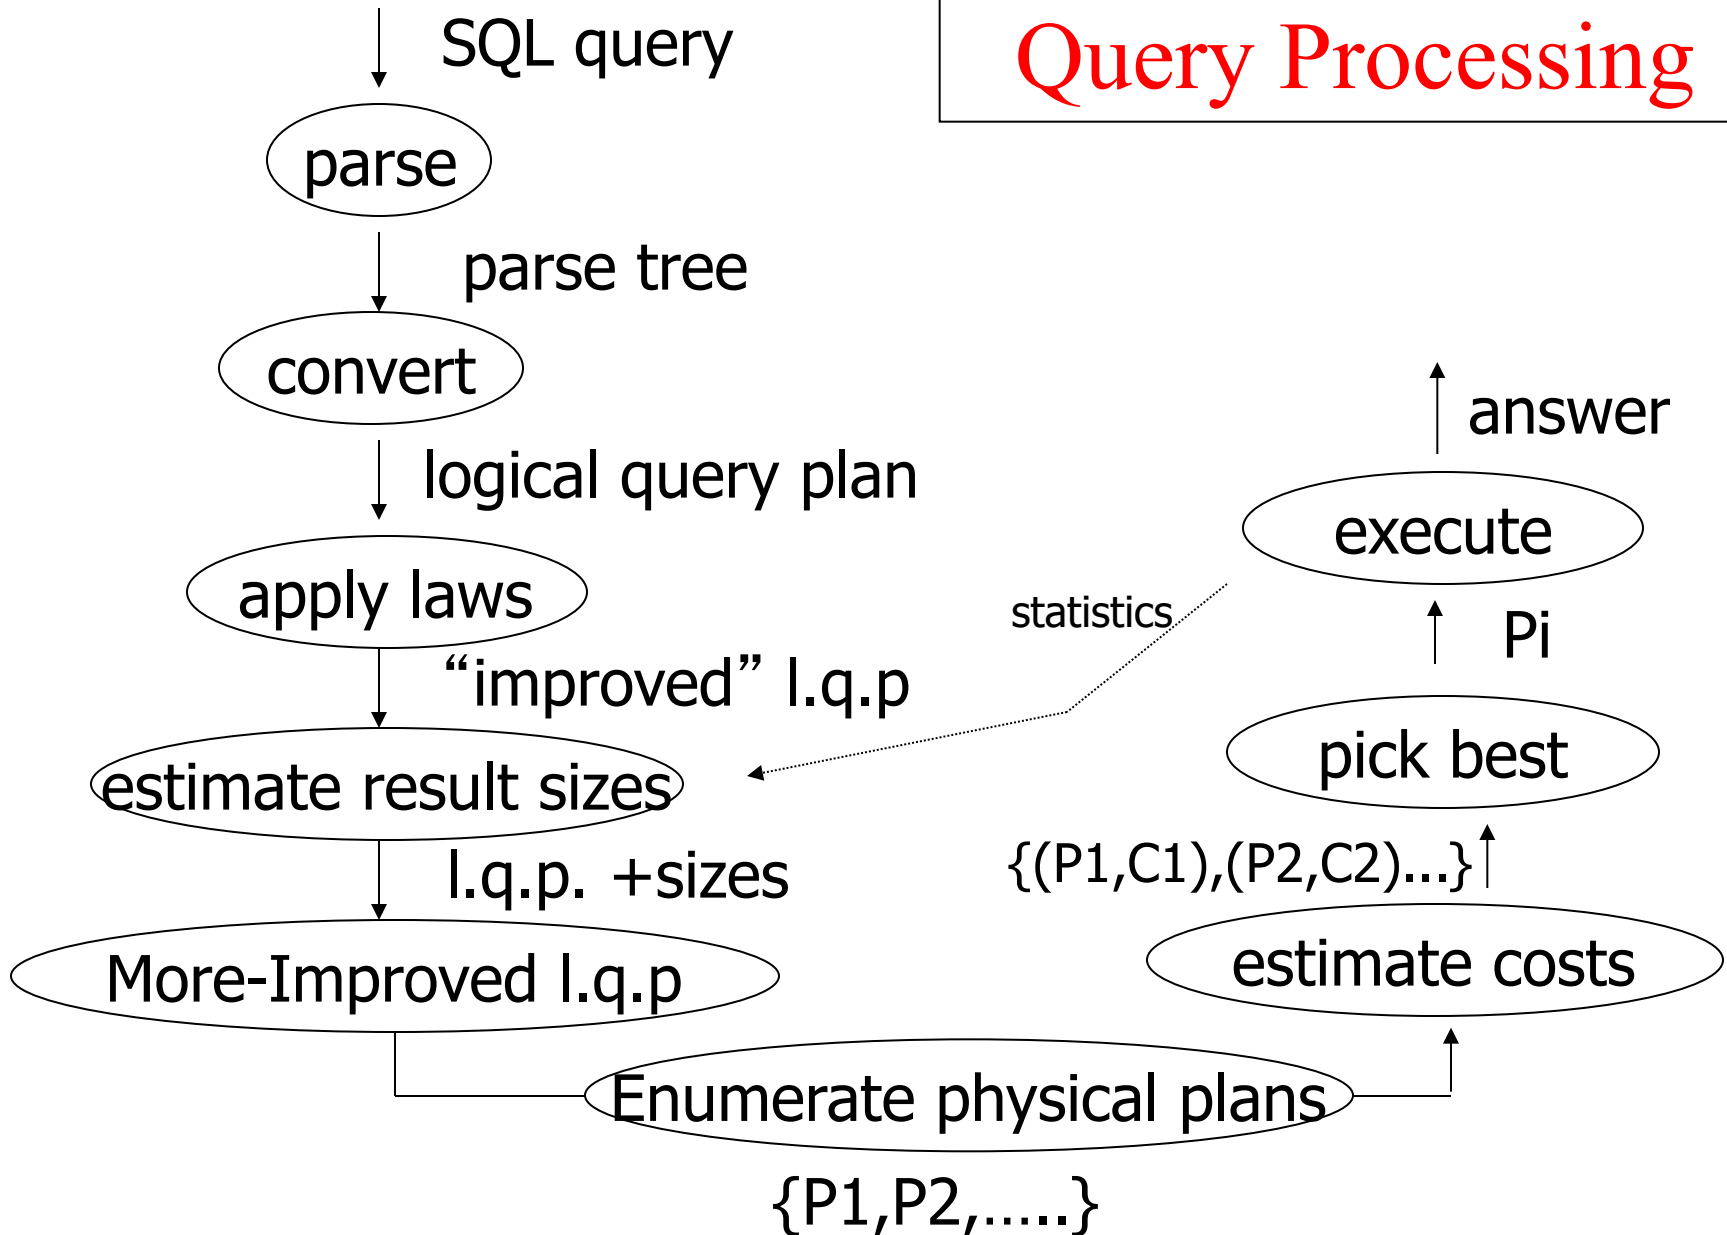 Query Processing
SQL query
parse
parse tree
convert
logical query plan
apply laws
“improved” l.q.p
estimate result sizes
l.q.p. +sizes
More-Improved l.q.p
Enumerate physical plans
{P1,P2,…..}
estimate costs
{(P1,C1),(P2,C2)...}
pick best
Pi
execute
statistics
answer